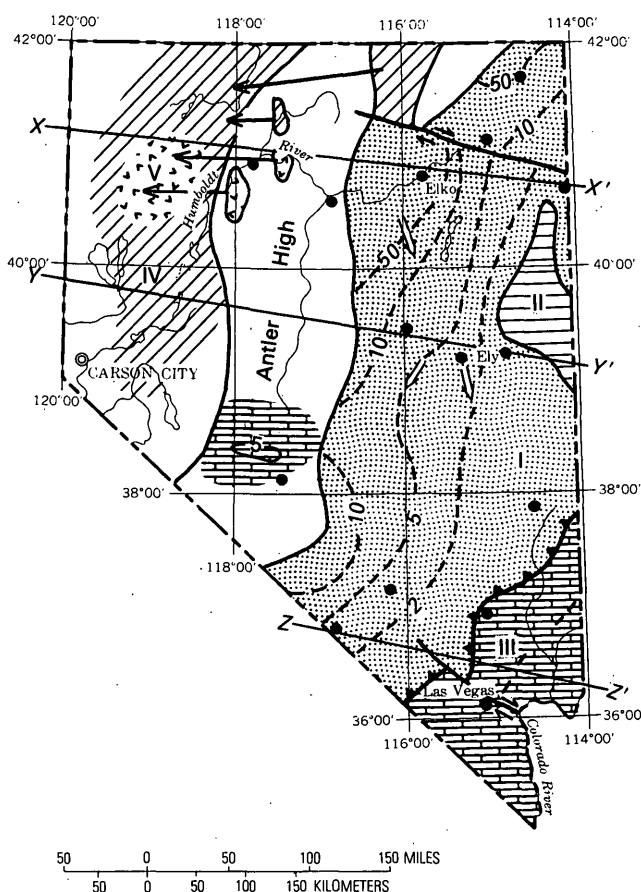 120°00' 118°00' 116°00' 114°00'
42°00' 42°00'
50
10
X
River
V
Humboldt
Elko
X'
High
50
40°00' 40°00'
Y
IV
II
10
Ely
Antler
CARSON CITY
Y'
120°00'
5
I
38°00' 38°00'
10
5
118°00'
2
Z
III
Las Vegas
Z'
36°00' 36°00'
116°00' 114°00'
Colorado River
50 0 50 100 150 MILES
50 0 50 100 150 KILOMETERS